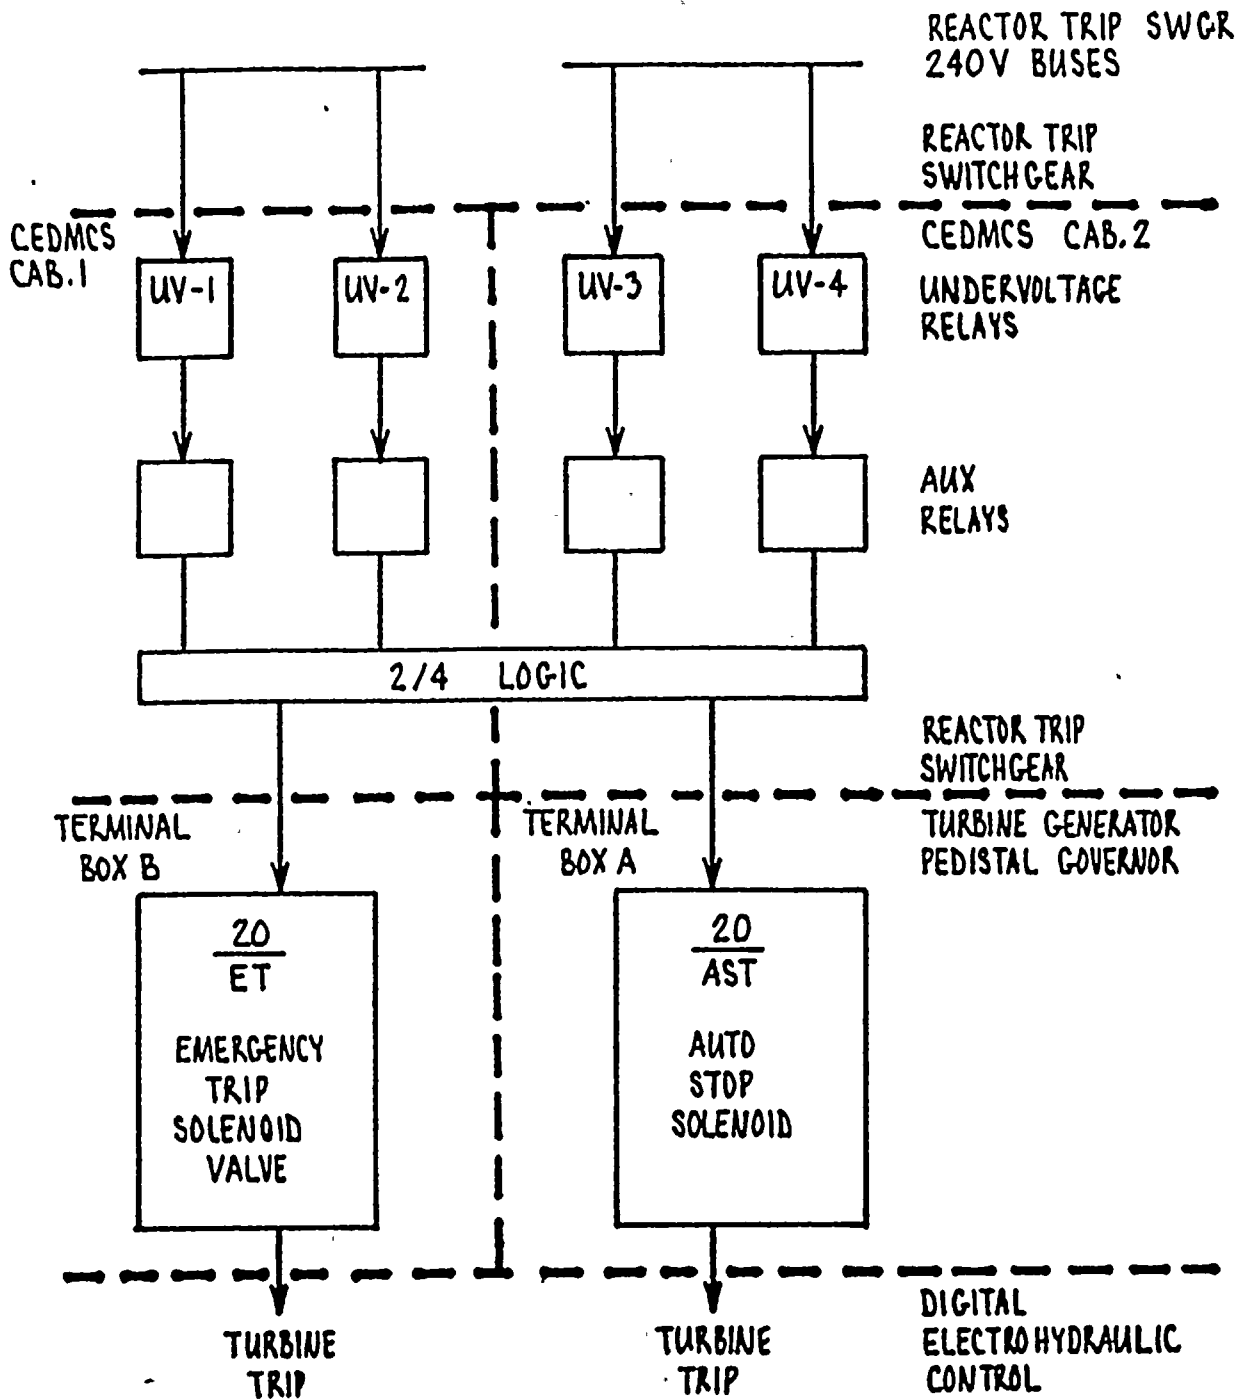 REACTOR TRIP SWGR
240V BUSES
REACTOR TRIP
SWITCHGEAR
CEDMCS
CAB.1
CEDMCS CAB.2
UV-1
UV-2
UV-3
UV-4
UNDERVOLTAGE
RELAYS
AUX
RELAYS
2/4 LOGIC
REACTOR TRIP
SWITCHGEAR
TERMINAL
BOX B
TERMINAL
BOX A
TURBINE GENERATOR
PEDISTAL GOVERNOR
20
ET
EMERGENCY
TRIP
SOLENOID
VALVE
20
AST
AUTO
STOP
SOLENOID
TURBINE
TRIP
TURBINE
TRIP
DIGITAL
ELECTROHYDRAULIC
CONTROL